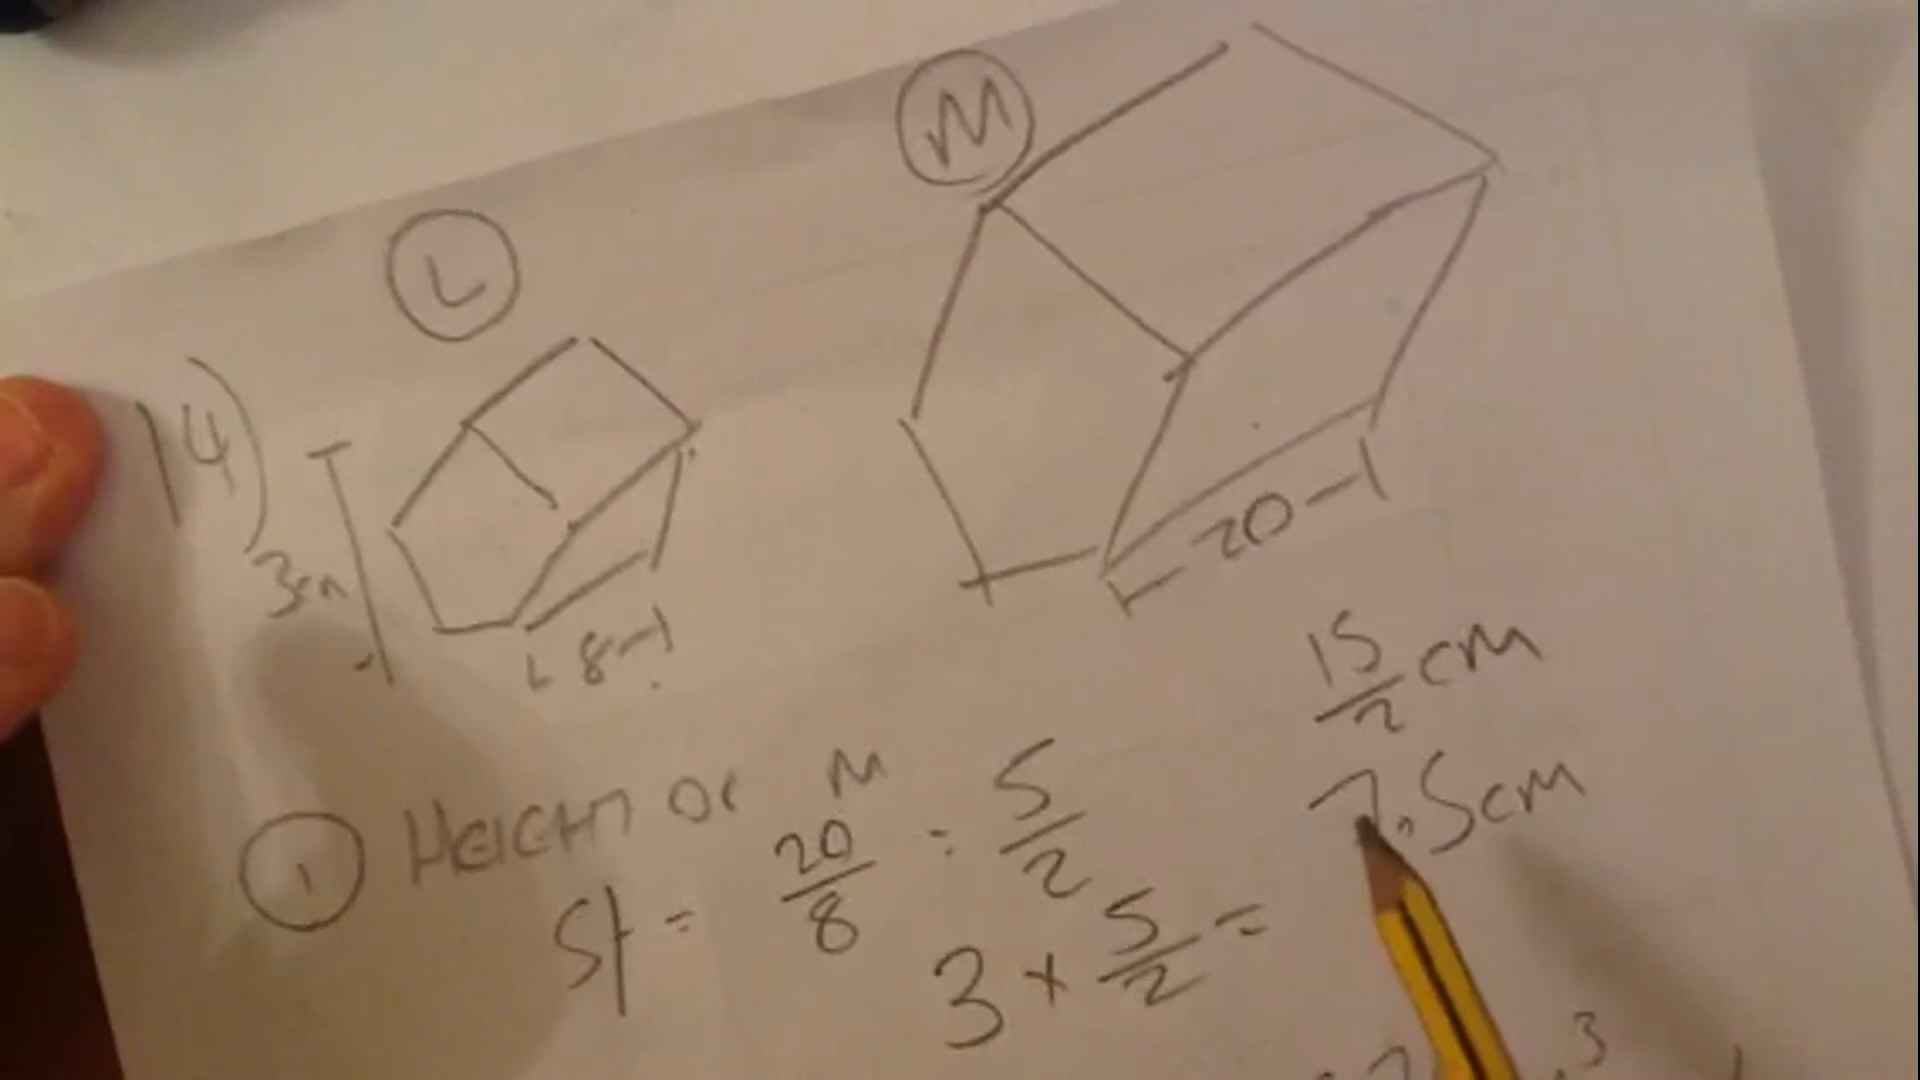 M
L
14)
3cm
8
20
15/2 cm
7.5cm
1 HEIGHT OF M
Sf = 20/8 = 5/2
3 × 5/2 =
3